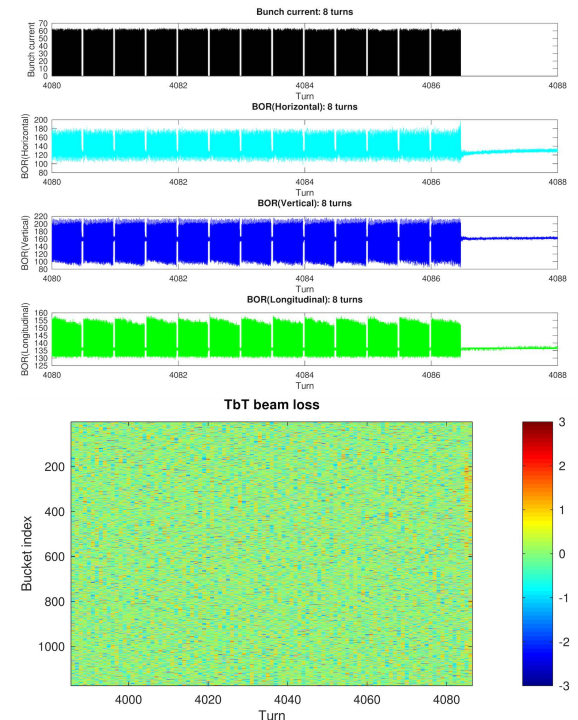 Bunch current: 8 turns
Bunch current
70
60
50
40
30
20
10
0
4080 4082 4084 4086 4088
Turn
BOR(Horizontal): 8 turns
BOR(Horizontal)
200
180
160
140
120
100
80
4080 4082 4084 4086 4088
Turn
BOR(Vertical): 8 turns
BOR(Vertical)
220
200
180
160
140
120
100
80
4080 4082 4084 4086 4088
Turn
BOR(Longitudinal): 8 turns
BOR(Longitudinal)
160
155
150
145
140
135
130
125
4080 4082 4084 4086 4088
Turn
TbT beam loss
Bucket index
200
400
600
800
1000
4000 4020 4040 4060 4080
Turn
3
2
1
0
-1
-2
-3